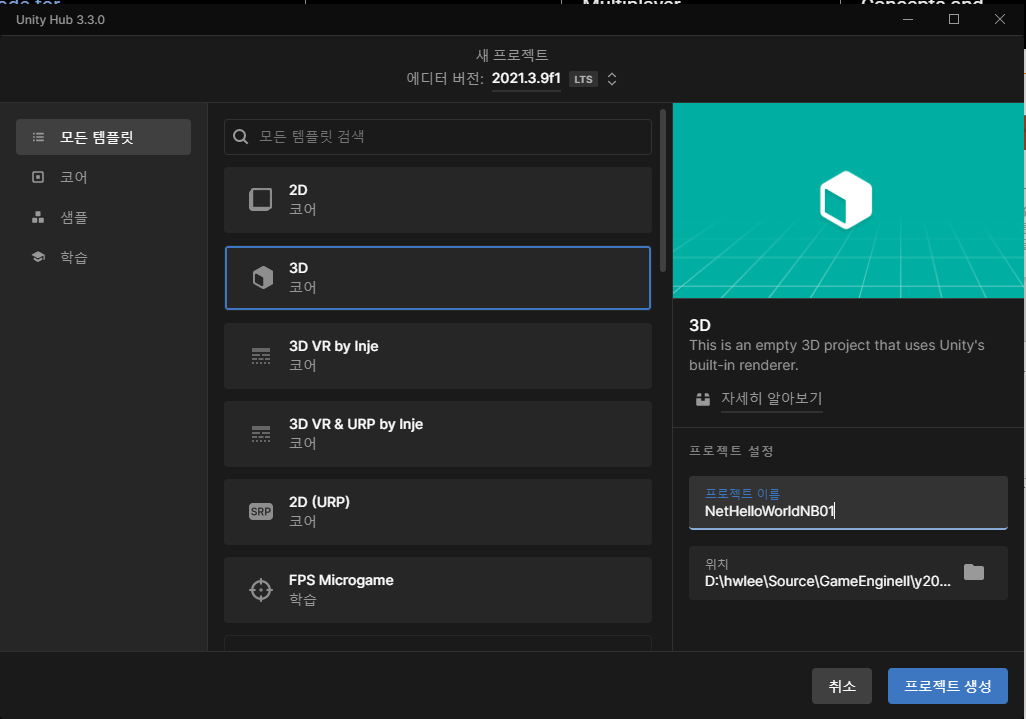 Multiplayer
Concepts and
Unity Hub 3.3.0
새 프로젝트
에디터 버전: 2021.3.9f1 LTS
모든 템플릿
코어
샘플
학습
모든 템플릿 검색
2D
코어
3D
코어
3D VR by Inje
코어
3D VR & URP by Inje
코어
SRP
2D (URP)
코어
FPS Microgame
학습
3D
This is an empty 3D project that uses Unity's
built-in renderer.
자세히 알아보기
프로젝트 설정
프로젝트 이름
NetHelloWorldNB01
위치
D:\hwlee\Source\GameEngineII\y20...
취소
프로젝트 생성